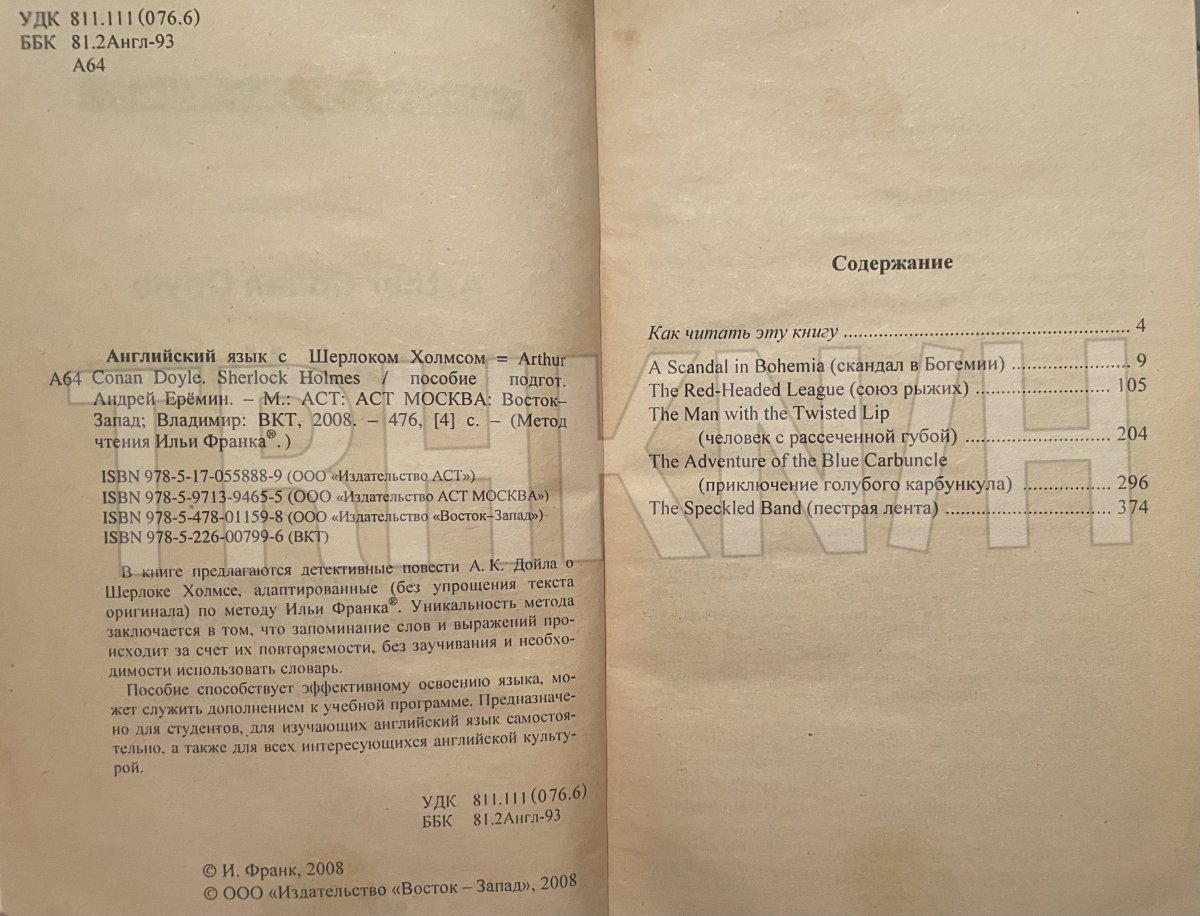 УДК 811.111(076.6)
ББК 81.2Англ-93
А64
Английский язык с Шерлоком Холмсом = Arthur
А64 Conan Doyle. Sherlock Holmes / пособие подгот.
Андрей Ерёмин. – М.: АСТ: АСТ МОСКВА: Восток–
Запад; Владимир: ВКТ, 2008. – 476, [4] с. – (Метод
чтения Ильи Франка®.)
ISBN 978-5-17-055888-9 (ООО «Издательство АСТ»)
ISBN 978-5-9713-9465-5 (ООО «Издательство АСТ МОСКВА»)
ISBN 978-5-478-01159-8 (ООО «Издательство «Восток–Запад»)
ISBN 978-5-226-00799-6 (ВКТ)
В книге предлагаются детективные повести А. К. Дойла о
Шерлоке Холмсе, адаптированные (без упрощения текста
оригинала) по методу Ильи Франка®. Уникальность метода
заключается в том, что запоминание слов и выражений про-
исходит за счет их повторяемости, без заучивания и необхо-
димости использовать словарь.
Пособие способствует эффективному освоению языка, мо-
жет служить дополнением к учебной программе. Предназначе-
но для студентов, для изучающих английский язык самостоя-
тельно, а также для всех интересующихся английской культу-
рой.
УДК 811.111(076.6)
ББК 81.2Англ-93
© И. Франк, 2008
© ООО «Издательство «Восток – Запад», 2008
Содержание
Как читать эту книгу ........ 4
A Scandal in Bohemia (скандал в Богемии) ........ 9
The Red-Headed League (союз рыжих) ........ 105
The Man with the Twisted Lip
(человек с рассеченной губой) ........ 204
The Adventure of the Blue Carbuncle
(приключение голубого карбункула) ........ 296
The Speckled Band (пестрая лента) ........ 374
TRHKN/H